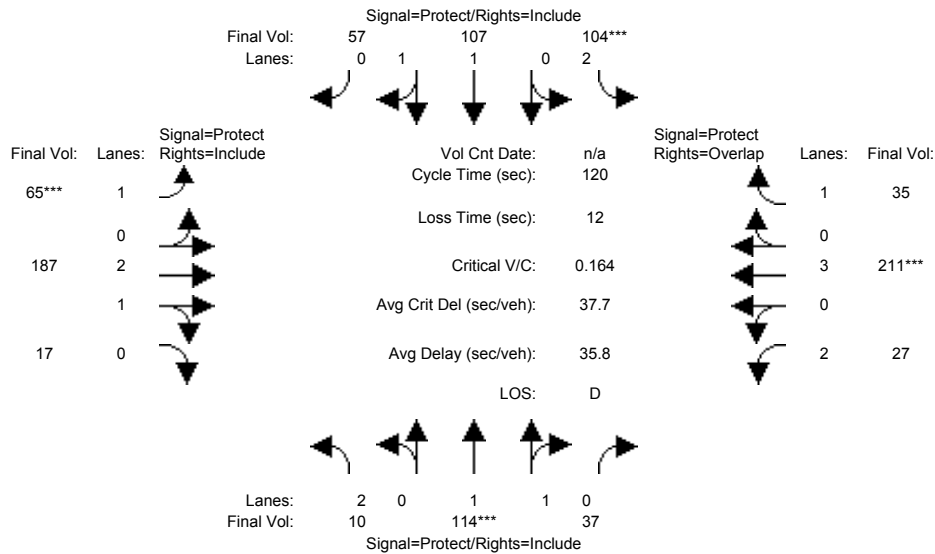 Signal=Protect/Rights=Include
Final Vol: 57 107 104***
Lanes: 0 1 1 0 2
Signal=Protect
Final Vol: Lanes: Rights=Include
Vol Cnt Date: n/a
Signal=Protect
Rights=Overlap Lanes: Final Vol:
Cycle Time (sec): 120
65*** 1
1 35
Loss Time (sec): 12
0
0
187 2
Critical V/C: 0.164
3 211***
1
Avg Crit Del (sec/veh): 37.7
0
17 0
Avg Delay (sec/veh): 35.8
2 27
LOS: D
Lanes: 2 0 1 1 0
Final Vol: 10 114*** 37
Signal=Protect/Rights=Include